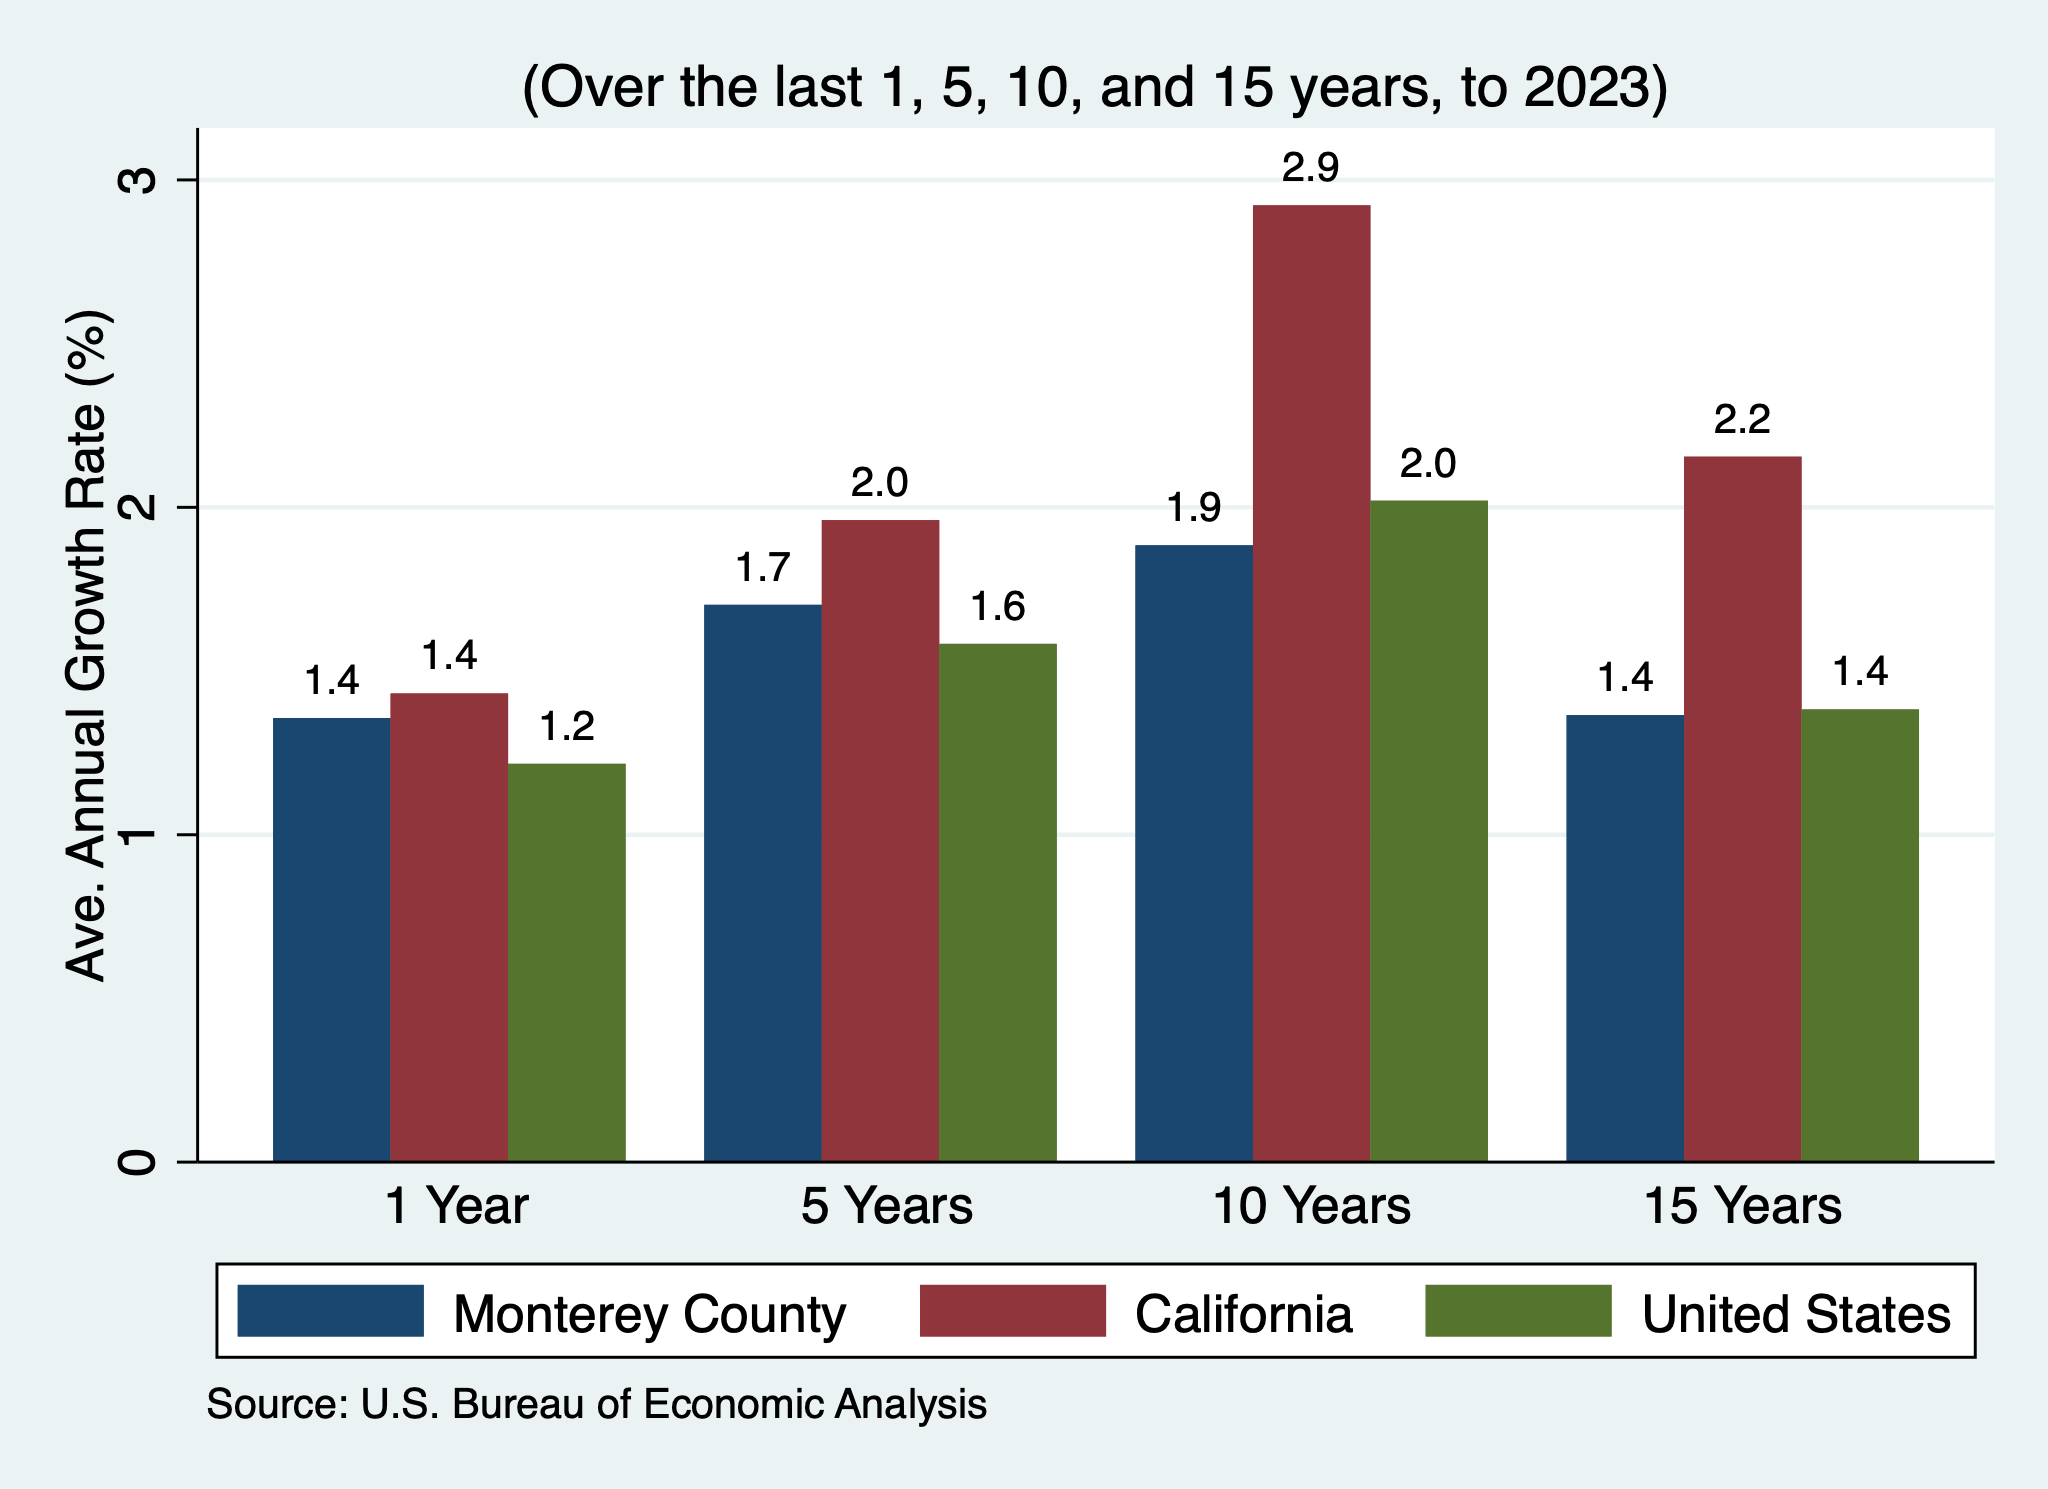 (Over the last 1, 5, 10, and 15 years, to 2023)
Ave. Annual Growth Rate (%)
3
2
1
0
1.4
1.4
1.2
1.7
2.0
1.6
1.9
2.9
2.0
1.4
2.2
1.4
1 Year
5 Years
10 Years
15 Years
Monterey County
California
United States
Source: U.S. Bureau of Economic Analysis